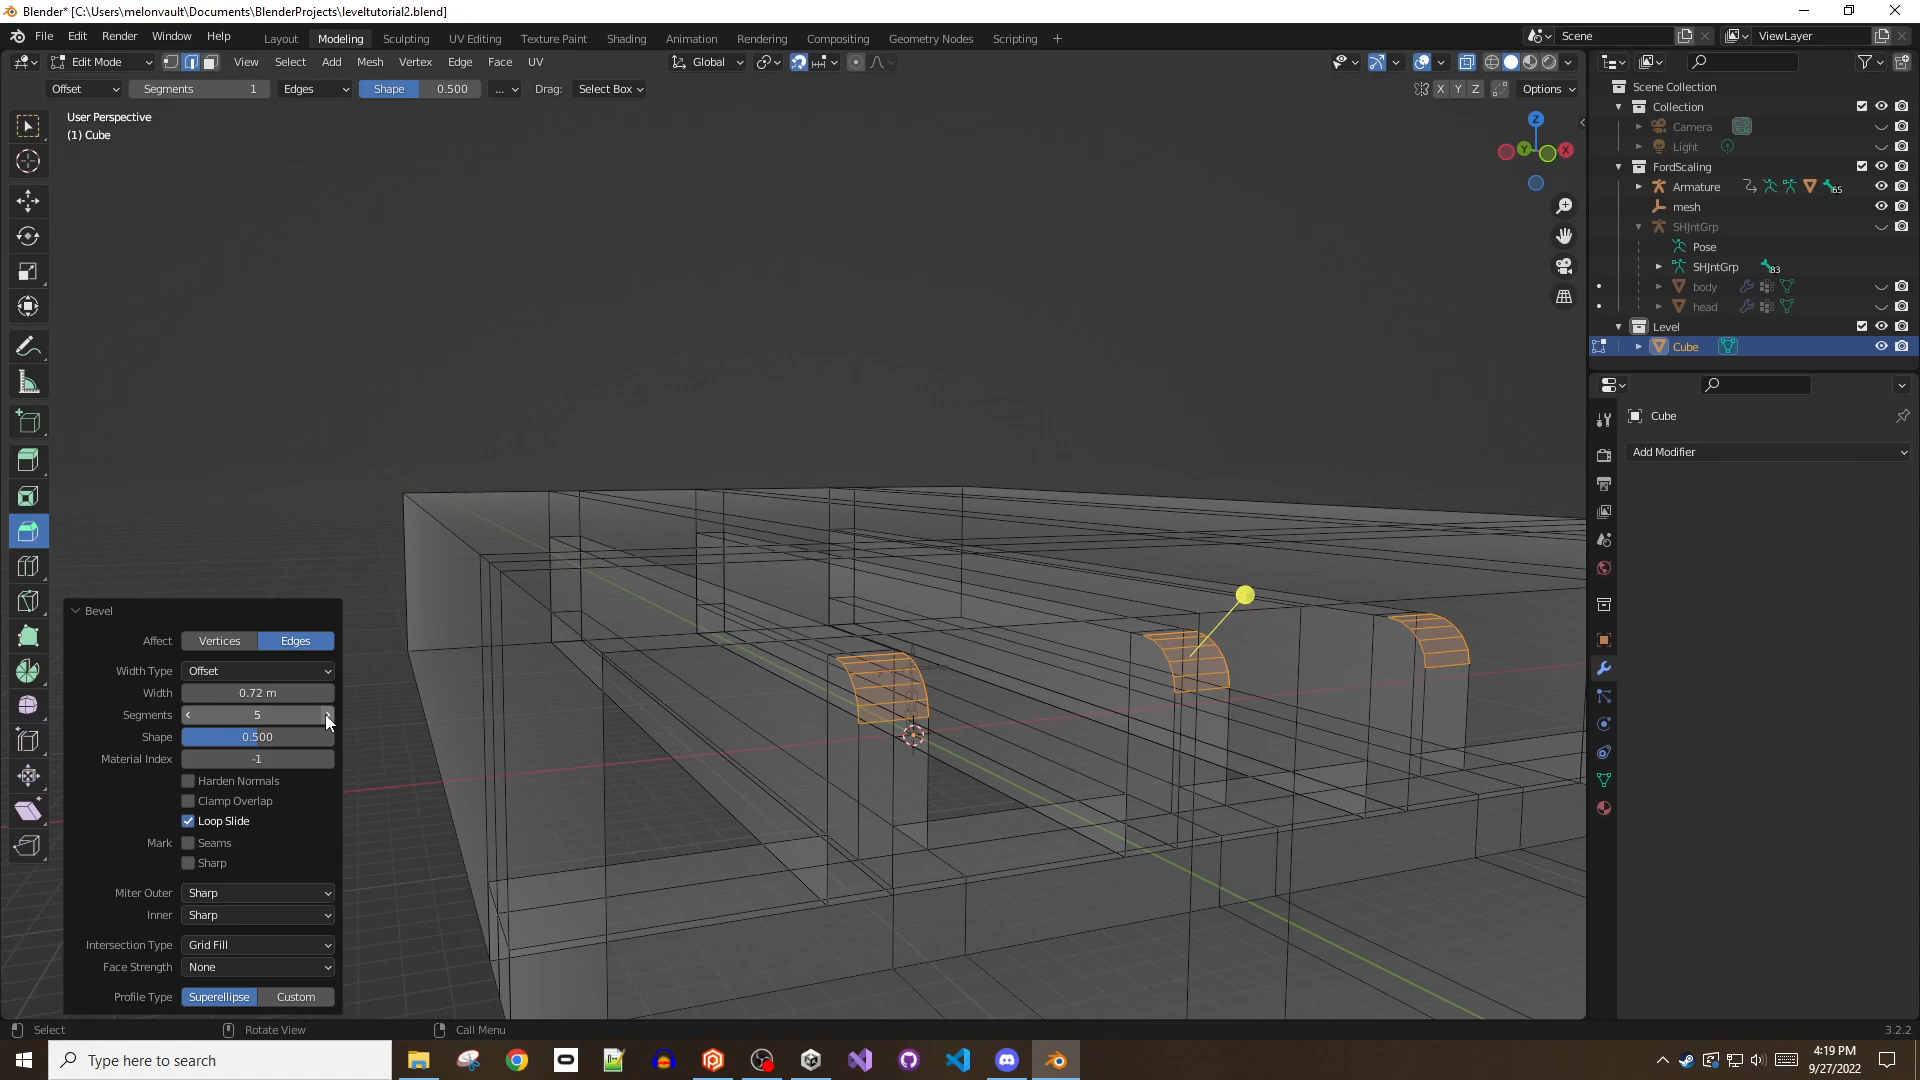 Blender* [C:\Users\melonvault\Documents\BlenderProjects\leveltutorial2.blend]
File Edit Render Window Help
Layout Modeling Sculpting UV Editing Texture Paint Shading Animation Rendering Compositing Geometry Nodes Scripting +
Scene
ViewLayer
Edit Mode
View Select Add Mesh Vertex Edge Face UV
Global
Offset Segments 1 Edges Shape 0.500 ... Drag: Select Box
X Y Z Options
User Perspective
(1) Cube
Z
Y
X
Scene Collection
Collection
Camera
Light
FordScaling
Armature 65
mesh
SHJntGrp
Pose
SHJntGrp 83
body
head
Level
Cube
Cube
Add Modifier
Bevel
Affect Vertices Edges
Width Type Offset
Width 0.72 m
Segments 5
Shape 0.500
Material Index -1
Harden Normals
Clamp Overlap
Loop Slide
Mark Seams
Sharp
Miter Outer Sharp
Inner Sharp
Intersection Type Grid Fill
Face Strength None
Profile Type Superellipse Custom
Select Rotate View Call Menu 3.2.2
Type here to search
4:19 PM
9/27/2022